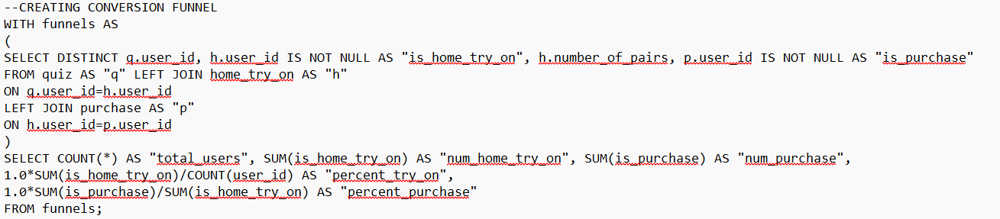 --CREATING CONVERSION FUNNEL
WITH funnels AS
(
SELECT DISTINCT q.user_id, h.user_id IS NOT NULL AS "is_home_try_on", h.number_of_pairs, p.user_id IS NOT NULL AS "is_purchase"
FROM quiz AS "q" LEFT JOIN home_try_on AS "h"
ON q.user_id=h.user_id
LEFT JOIN purchase AS "p"
ON h.user_id=p.user_id
)
SELECT COUNT(*) AS "total_users", SUM(is_home_try_on) AS "num_home_try_on", SUM(is_purchase) AS "num_purchase",
1.0*SUM(is_home_try_on)/COUNT(user_id) AS "percent_try_on",
1.0*SUM(is_purchase)/SUM(is_home_try_on) AS "percent_purchase"
FROM funnels;